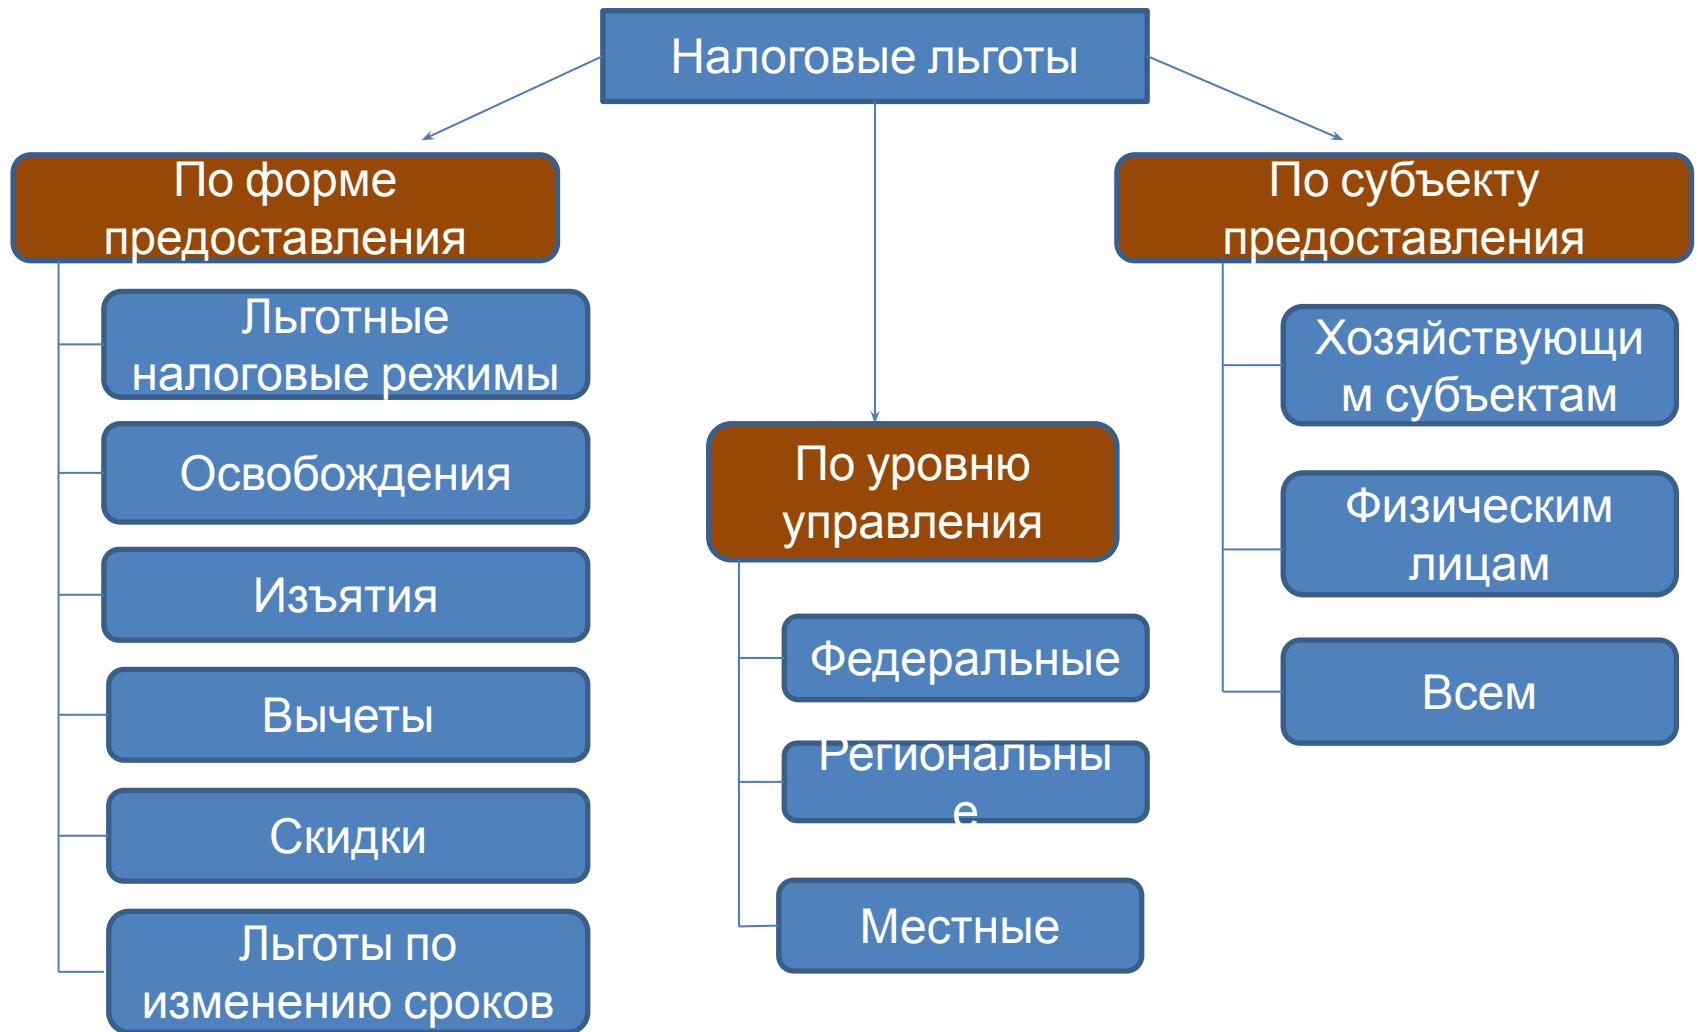 Налоговые льготы
По форме
предоставления
Льготные
налоговые режимы
Освобождения
Изъятия
Вычеты
Скидки
Льготы по
изменению сроков
По уровню
управления
Федеральные
Региональны
е
Местные
По субъекту
предоставления
Хозяйствующи
м субъектам
Физическим
лицам
Всем